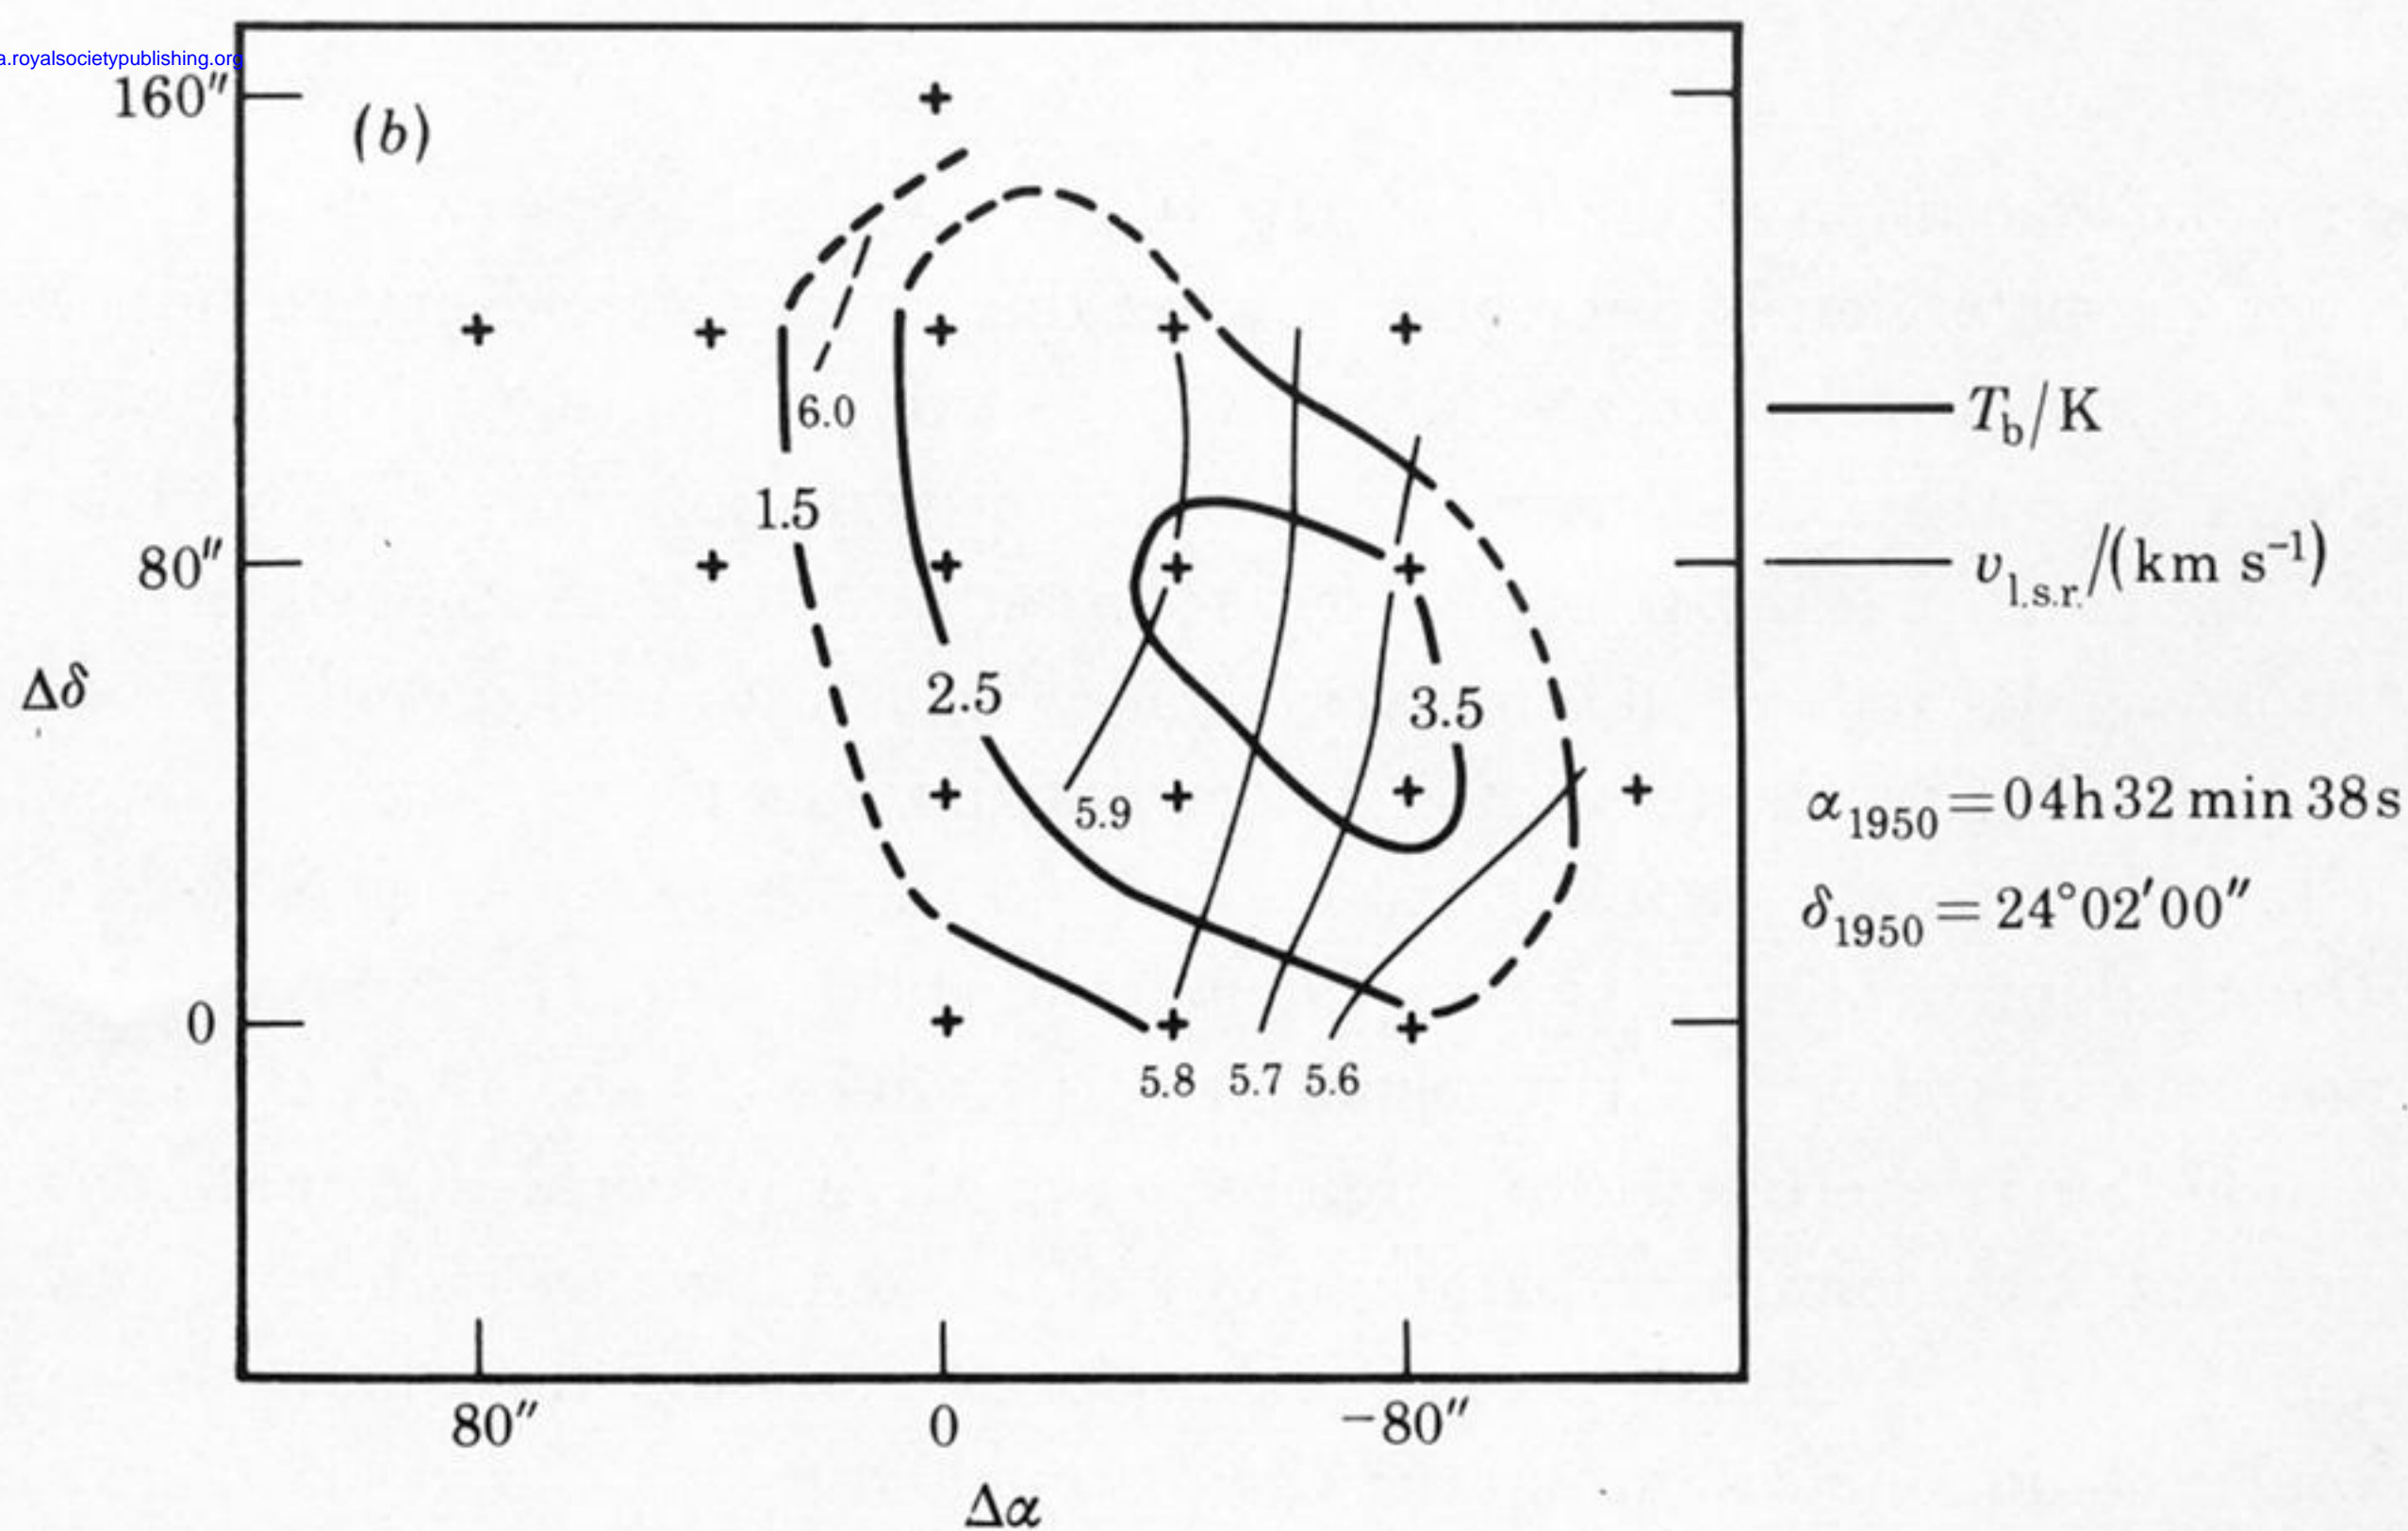 a.royalsocietypublishing.org
160″
(b)
6.0
T_b/K
1.5
80″
v_l.s.r./(km s⁻¹)
Δδ
2.5
3.5
5.9
α_1950=04h 32 min 38s
δ_1950=24°02′00″
0
5.8 5.7 5.6
80″ 0 −80″
Δα